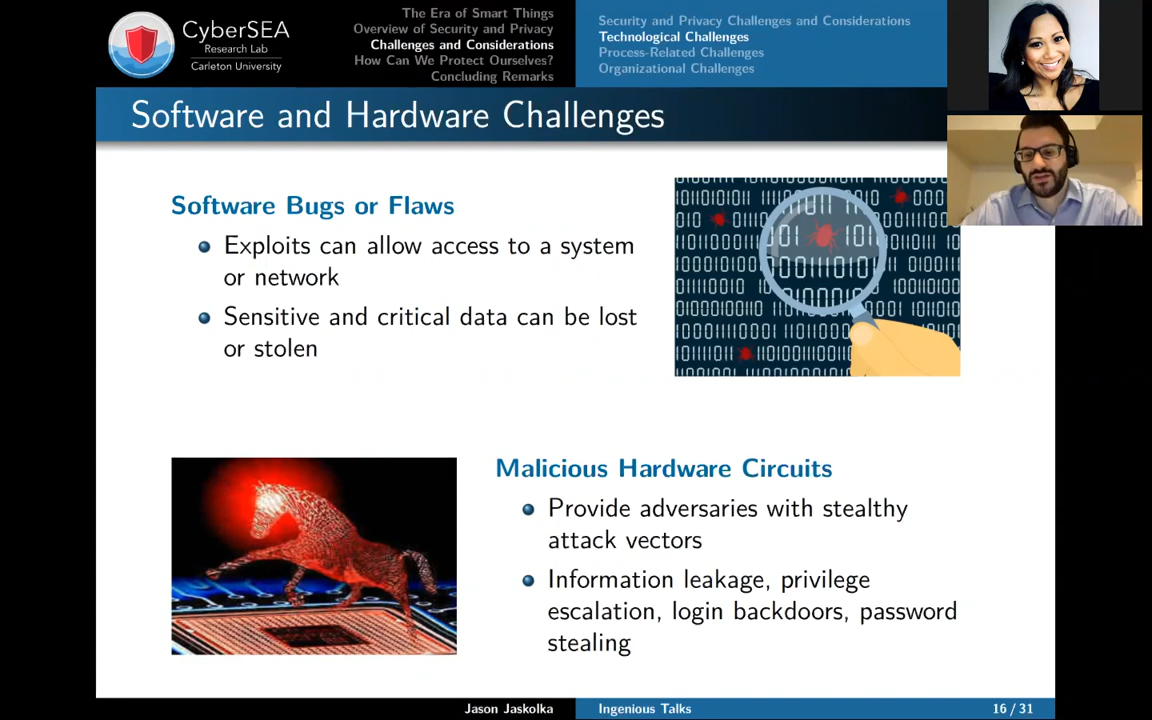 CyberSEA
Research Lab
Carleton University
The Era of Smart Things
Overview of Security and Privacy
Challenges and Considerations
How Can We Protect Ourselves?
Concluding Remarks
Security and Privacy Challenges and Considerations
Technological Challenges
Process-Related Challenges
Organizational Challenges
Software and Hardware Challenges
Software Bugs or Flaws
Exploits can allow access to a system
or network
Sensitive and critical data can be lost
or stolen
Malicious Hardware Circuits
Provide adversaries with stealthy
attack vectors
Information leakage, privilege
escalation, login backdoors, password
stealing
Jason Jaskolka
Ingenious Talks
16 / 31